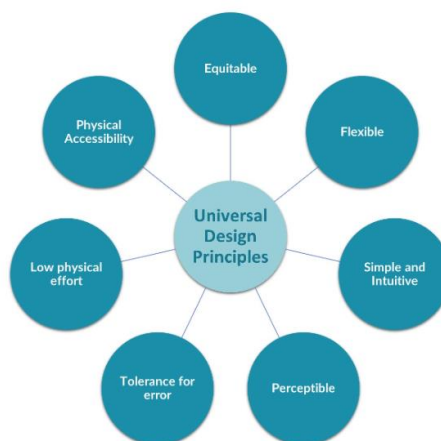 Universal
Design
Principles
Equitable
Flexible
Simple and
Intuitive
Perceptible
Tolerance for
error
Low physical
effort
Physical
Accessibility